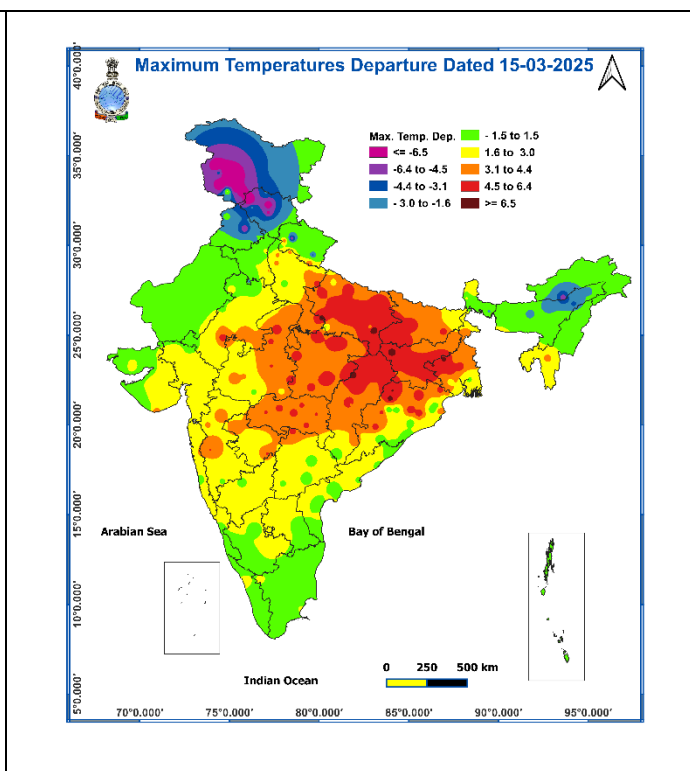 Maximum Temperatures Departure Dated 15-03-2025
Max. Temp. Dep.
<= -6.5
-6.4 to -4.5
-4.4 to -3.1
- 3.0 to -1.6
- 1.5 to 1.5
1.6 to 3.0
3.1 to 4.4
4.5 to 6.4
>= 6.5
40°0.000'
35°0.000'
30°0.000'
25°0.000'
20°0.000'
15°0.000'
10°0.000'
5°0.000'
Arabian Sea
Bay of Bengal
Indian Ocean
0 250 500 km
70°0.000' 75°0.000' 80°0.000' 85°0.000' 90°0.000' 95°0.000'